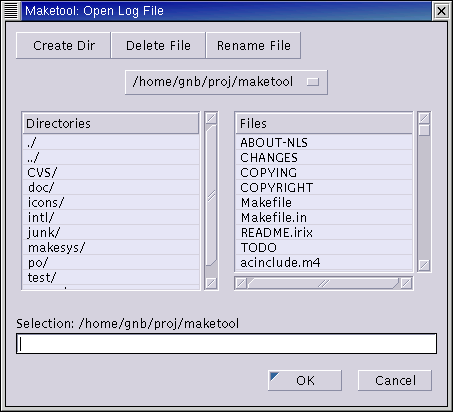 Maketool: Open Log File
Create Dir Delete File Rename File
/home/gnb/proj/maketool
Directories
./
../
CVS/
doc/
icons/
intl/
junk/
makesys/
po/
test/
Files
ABOUT-NLS
CHANGES
COPYING
COPYRIGHT
Makefile
Makefile.in
README.irix
TODO
acinclude.m4
Selection: /home/gnb/proj/maketool
OK Cancel